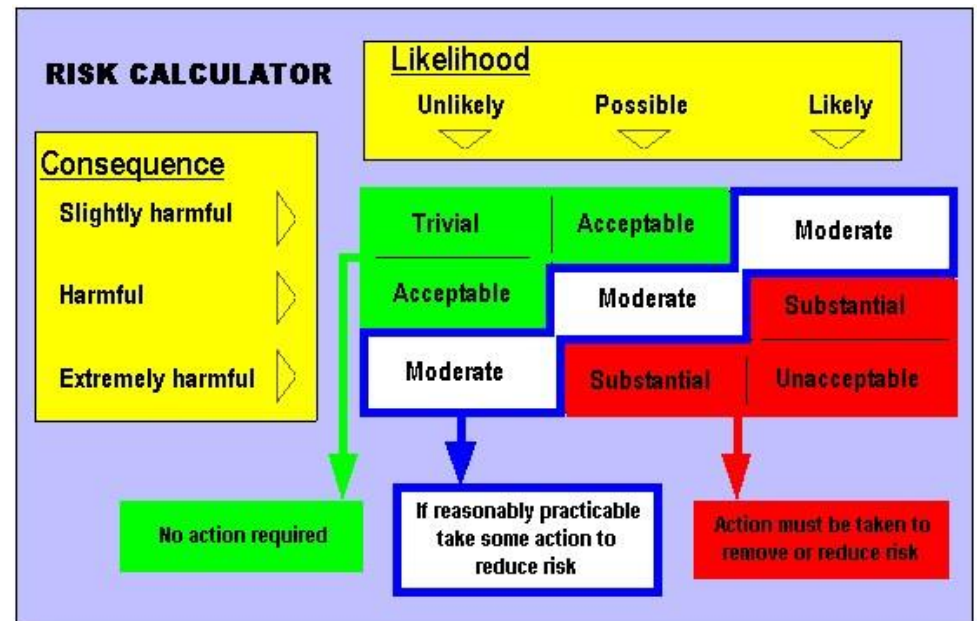 RISK CALCULATOR
Likelihood
Unlikely Possible Likely
Consequence
Slightly harmful
Harmful
Extremely harmful
Trivial Acceptable Moderate
Acceptable Moderate Substantial
Moderate Substantial Unacceptable
No action required
If reasonably practicable
take some action to
reduce risk
Action must be taken to
remove or reduce risk